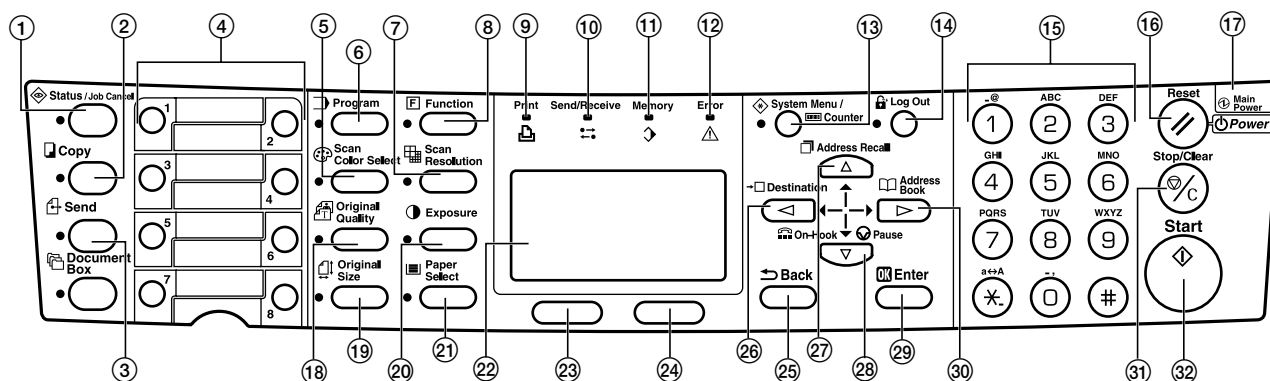 1 2 4 5 6 7 8 9 10 11 12 13 14 15 16 17
Status / Job Cancel
Copy
Send
Document
Box
1 2
3 4
5 6
7 8
Program
F Function
Scan
Color Select
Scan
Resolution
Original
Quality
Exposure
Original
Size
Paper
Select
Print Send/Receive Memory Error
System Menu /
Counter
Log Out
Address Recall
Destination
Address
Book
On-Hook
Pause
Back
OK Enter
.@ ABC DEF
1 2 3
GHI JKL MNO
4 5 6
PQRS TUV WXYZ
7 8 9
a↔A -,
*. 0 #
Reset
Main
Power
Power
Stop/Clear
/C
Start
3 18 19 20 21 22 23 24 25 26 27 28 29 30 31 32